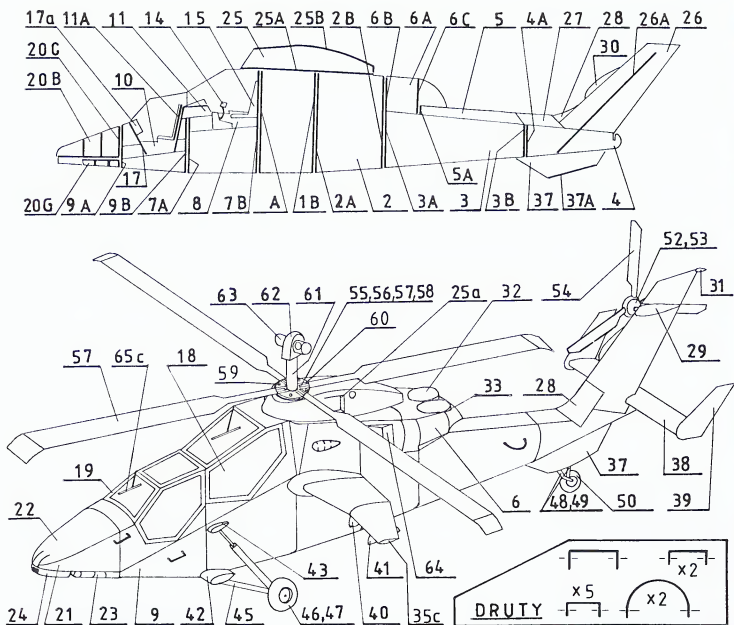 17a 11A 11 14 15 25 25A 25B 2B 6B 6A 6C 5 4A 27 28 26A 26
20C 30
20B 10
17 5A
20G 9A 9B 7A 8 7B A 1B 2A 2 3A 3 3B 37 37A 4
52,53
63 62 61 55,56,57,58 25a 32 54 31
60
57 65c 18 59 33 28 29
19 37 38
22 6 48,49 50 39
43 41 64
24 21 23 9 42 45 46,47 40 35c
x2
x5 x2
DRUTY